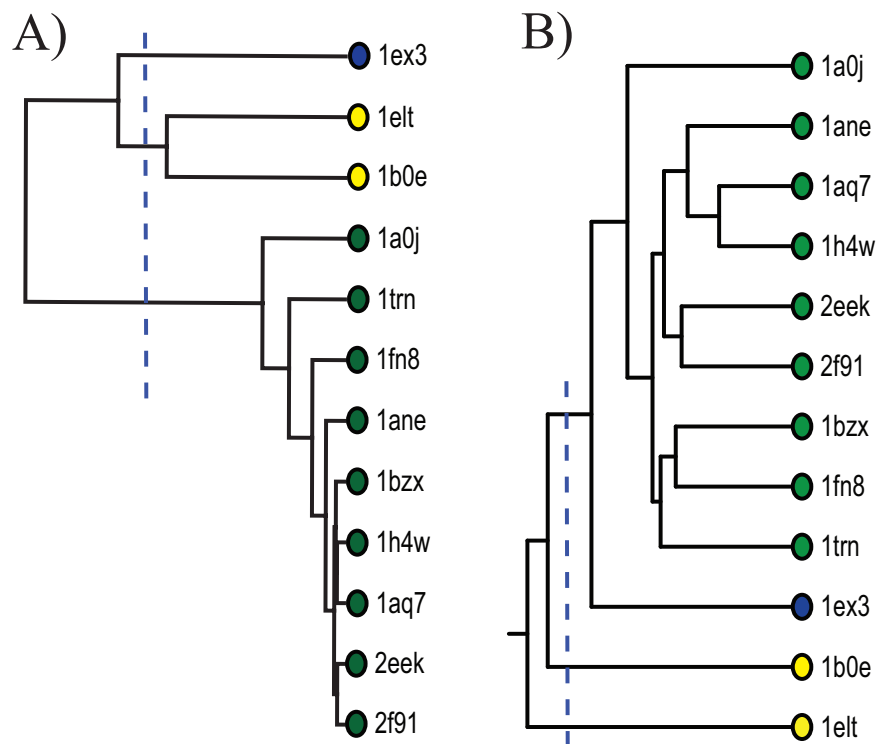 A)
1ex3
1elt
1b0e
1a0j
1trn
1fn8
1ane
1bzx
1h4w
1aq7
2eek
2f91
B)
1a0j
1ane
1aq7
1h4w
2eek
2f91
1bzx
1fn8
1trn
1ex3
1b0e
1elt